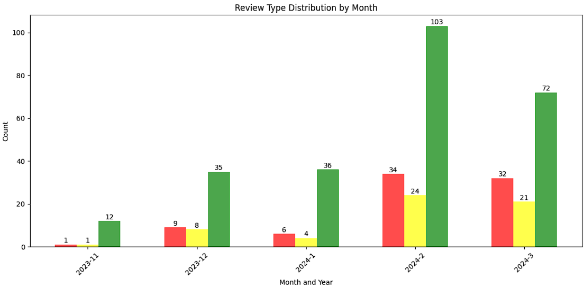 Review Type Distribution by Month
Count
100
80
60
40
20
0
1 1 12
9 8 35
6 4 36
34 24 103
32 21 72
2023-11 2023-12 2024-1 2024-2 2024-3
Month and Year